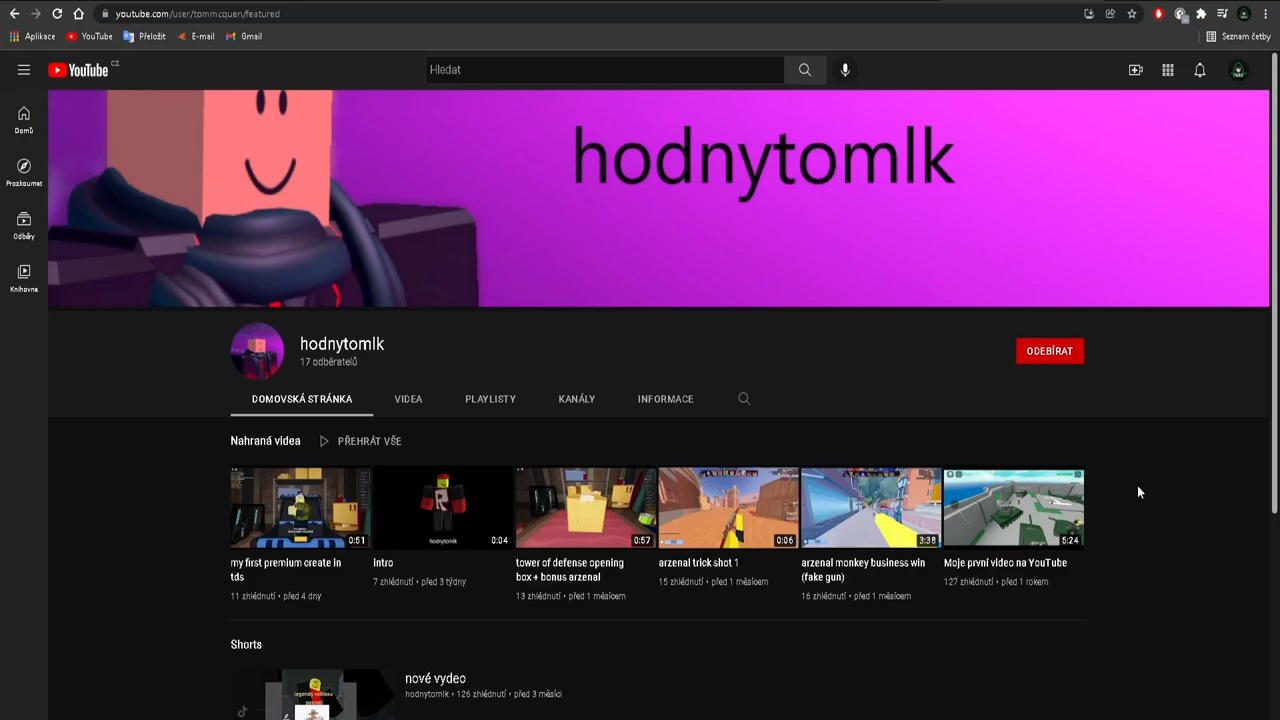 youtube.com/user/tommcquen/featured
Aplikace YouTube Přeložit E-mail Gmail Seznam četby
YouTube CZ
Hledat
Domů
Prozkoumat
Odběry
Knihovna
hodnytomlk
hodnytomlk
17 odběratelů
ODEBÍRAT
DOMOVSKÁ STRÁNKA VIDEA PLAYLISTY KANÁLY INFORMACE
Nahraná videa PŘEHRÁT VŠE
0:51 0:04 0:57 0:06 3:38 5:24
hodnytomlk
my first premium create in
tds
11 zhlédnutí • před 4 dny
Intro
7 zhlédnutí • před 3 týdny
tower of defense opening
box + bonus arzenal
13 zhlédnutí • před 1 měsícem
arzenal trick shot 1
15 zhlédnutí • před 1 měsícem
arzenal monkey business win
(fake gun)
16 zhlédnutí • před 1 měsícem
Moje první video na YouTube
127 zhlédnutí • před 1 rokem
Shorts
legendy robloxu
poznali
nové vydeo
hodnytomlk • 126 zhlédnutí • před 3 měsíci